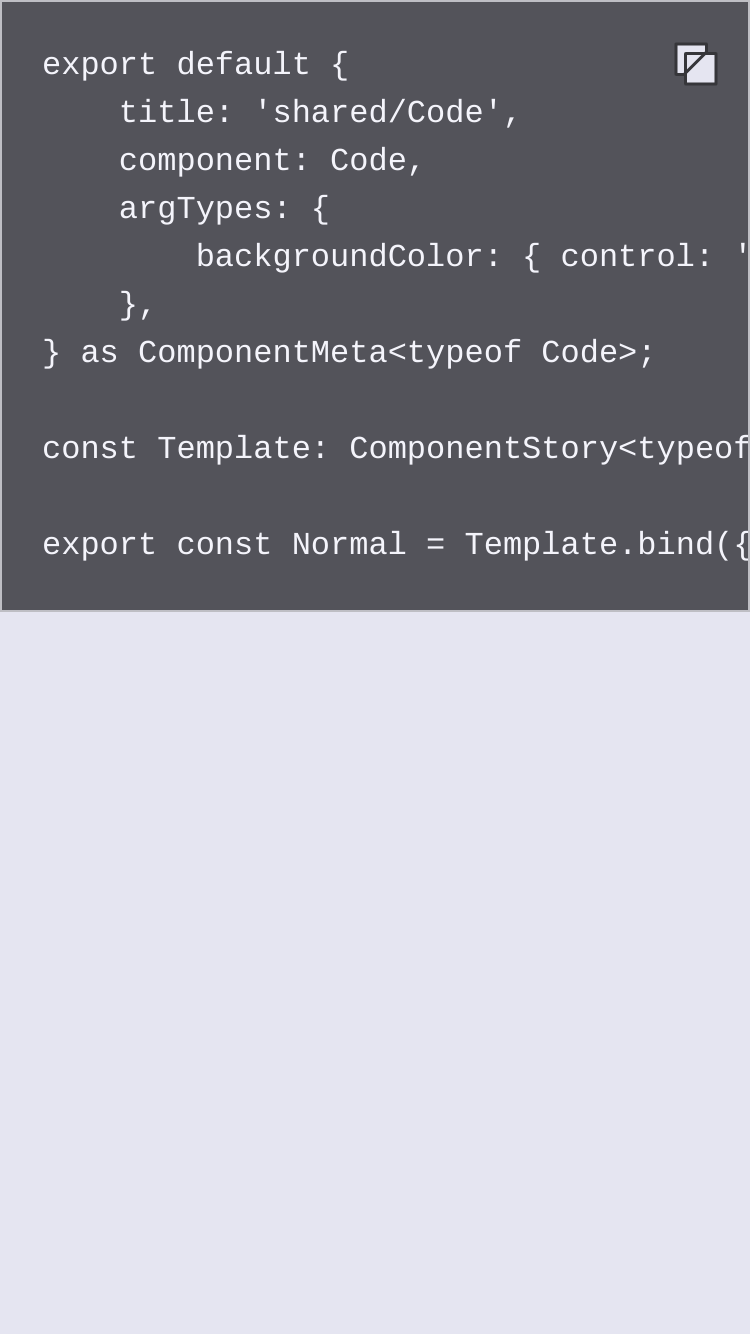 export default {
    title: 'shared/Code',
    component: Code,
    argTypes: {
        backgroundColor: { control: '
    },
} as ComponentMeta<typeof Code>;

const Template: ComponentStory<typeof

export const Normal = Template.bind({